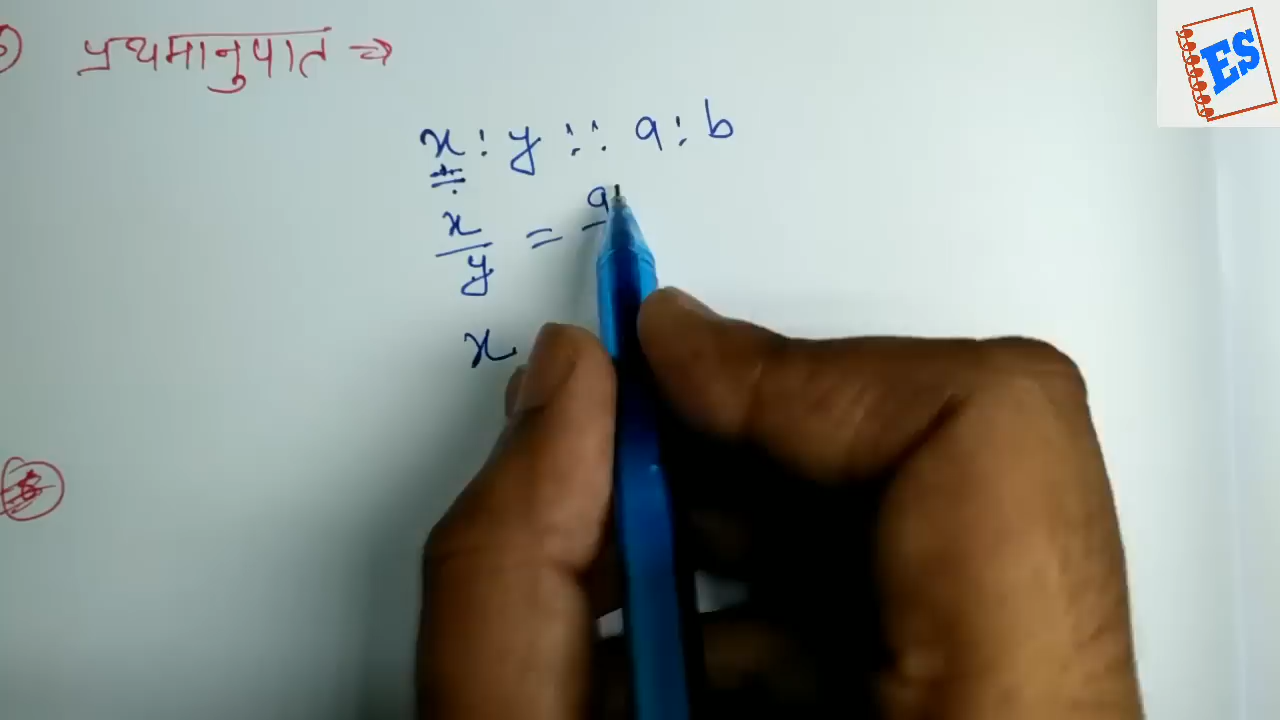 प्रथमानुपात →
x : y :: a : b
x/y = a
x
ES